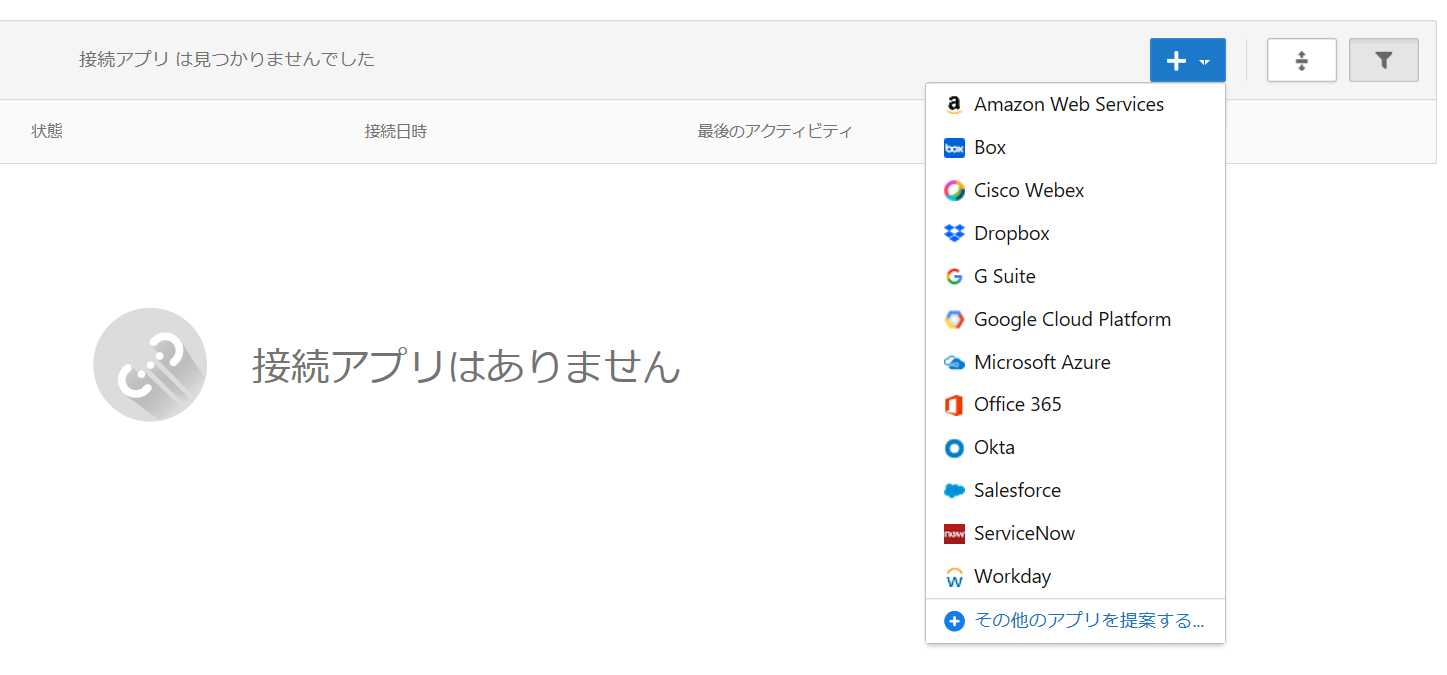 接続アプリ は見つかりませんでした
状態
接続日時
最後のアクティビティ
接続アプリはありません
Amazon Web Services
box Box
Cisco Webex
Dropbox
G Suite
Google Cloud Platform
Microsoft Azure
Office 365
Okta
Salesforce
now ServiceNow
Workday
その他のアプリを提案する...